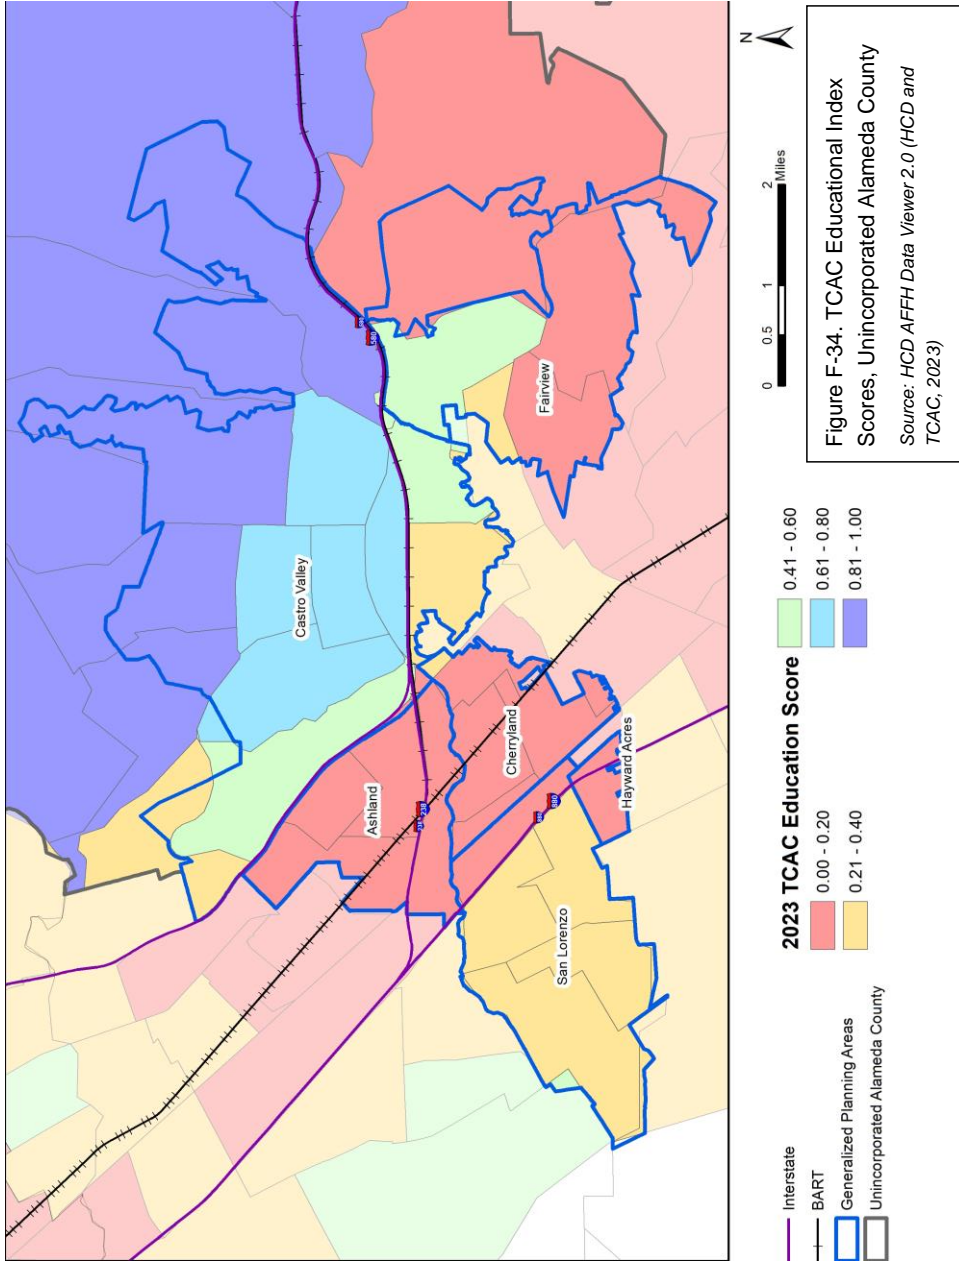 Castro Valley
Ashland
Cherryland
Fairview
Hayward Acres
San Lorenzo
580
238
880
N
0 0.5 1 2 Miles
Interstate
BART
Generalized Planning Areas
Unincorporated Alameda County
2023 TCAC Education Score
0.00 - 0.20
0.21 - 0.40
0.41 - 0.60
0.61 - 0.80
0.81 - 1.00
Figure F-34. TCAC Educational Index
Scores, Unincorporated Alameda County
Source: HCD AFFH Data Viewer 2.0 (HCD and
TCAC, 2023)